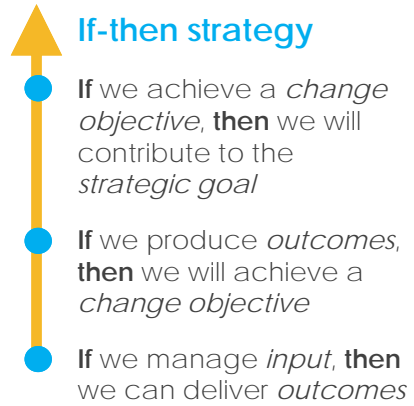 If-then strategy
If we achieve a change
objective, then we will
contribute to the
strategic goal
If we produce outcomes,
then we will achieve a
change objective
If we manage input, then
we can deliver outcomes